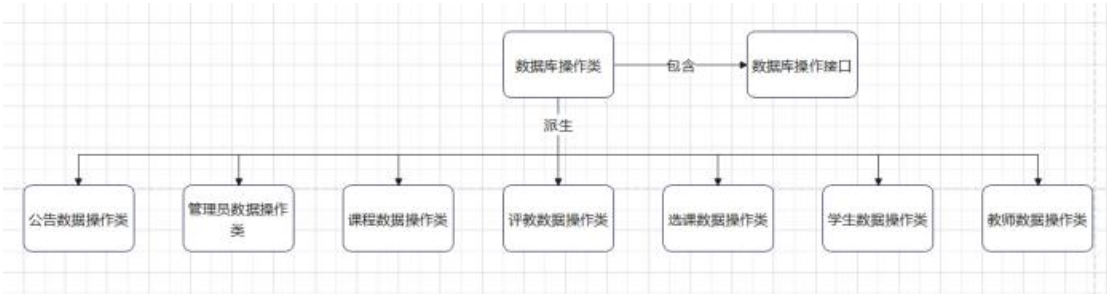 数据库操作类
包含
数据库操作接口
派生
公告数据操作类
管理员数据操作
类
课程数据操作类
评教数据操作类
选课数据操作类
学生数据操作类
教师数据操作类